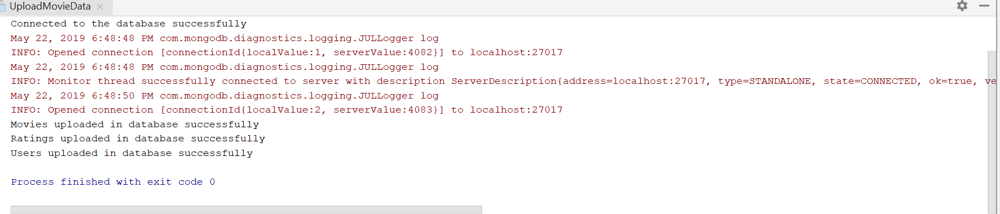 UploadMovieData
Connected to the database successfully
May 22, 2019 6:48:48 PM com.mongodb.diagnostics.logging.JULLogger log
INFO: Opened connection [connectionId{localValue:1, serverValue:4082}] to localhost:27017
May 22, 2019 6:48:48 PM com.mongodb.diagnostics.logging.JULLogger log
INFO: Monitor thread successfully connected to server with description ServerDescription{address=localhost:27017, type=STANDALONE, state=CONNECTED, ok=true, ve
May 22, 2019 6:48:50 PM com.mongodb.diagnostics.logging.JULLogger log
INFO: Opened connection [connectionId{localValue:2, serverValue:4083}] to localhost:27017
Movies uploaded in database successfully
Ratings uploaded in database successfully
Users uploaded in database successfully
Process finished with exit code 0